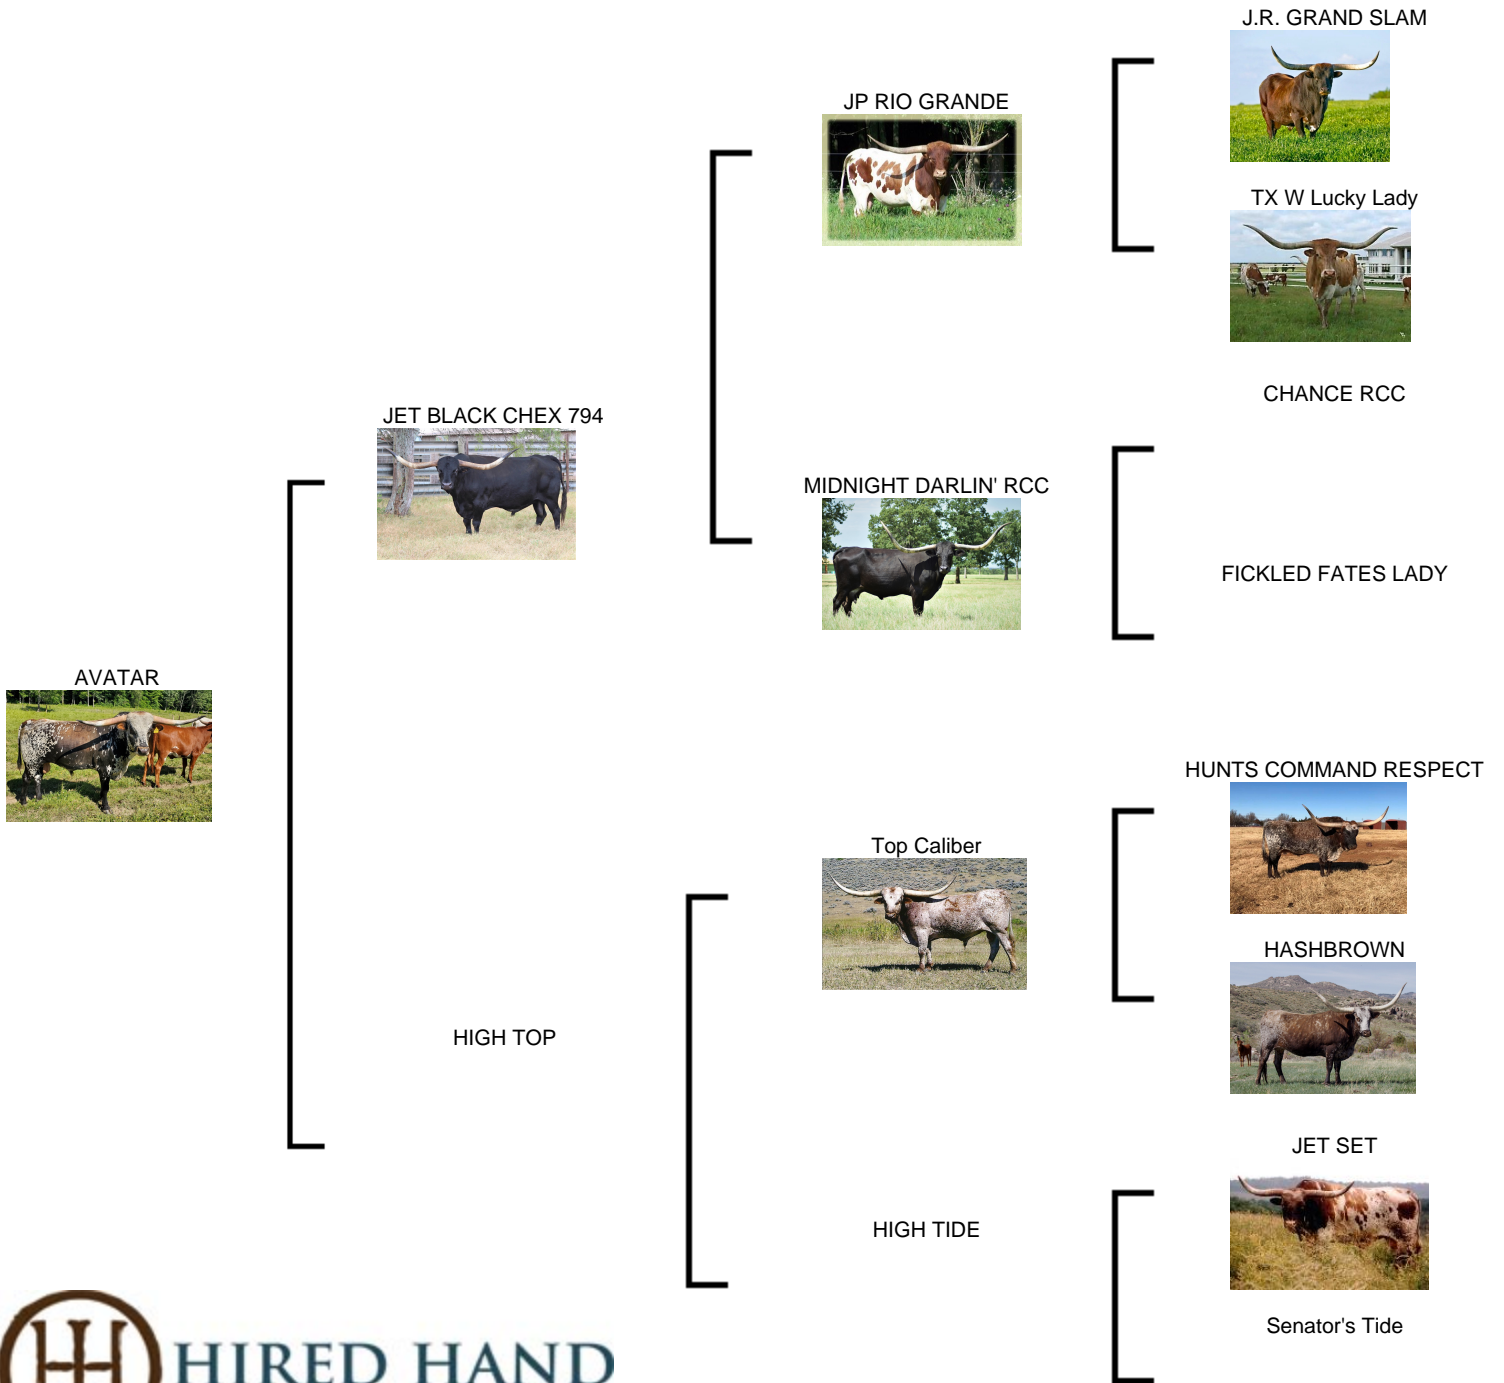 J.R. GRAND SLAM
JP RIO GRANDE
TX W Lucky Lady
CHANCE RCC
JET BLACK CHEX 794
MIDNIGHT DARLIN' RCC
FICKLED FATES LADY
AVATAR
HUNTS COMMAND RESPECT
Top Caliber
HASHBROWN
HIGH TOP
JET SET
HIGH TIDE
Senator's Tide
HIRED HAND